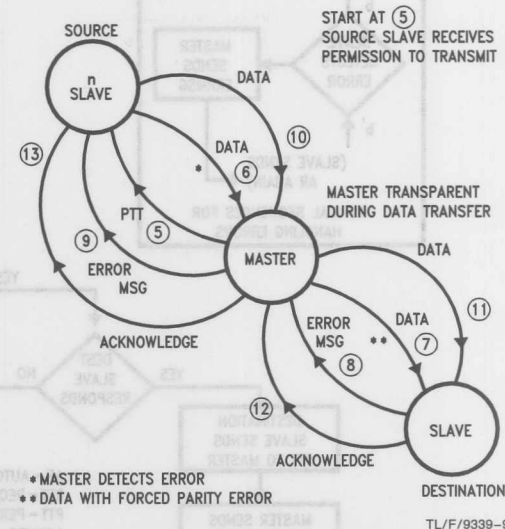 START AT ⑤
SOURCE SLAVE RECEIVES
PERMISSION TO TRANSMIT
SOURCE
n
SLAVE
DATA
⑩
DATA
*
⑥
⑬
PTT
⑤
⑨
ERROR
MSG
ACKNOWLEDGE
MASTER TRANSPARENT
DURING DATA TRANSFER
MASTER
DATA
⑪
ERROR
MSG
**
DATA
⑦
⑧
⑫
ACKNOWLEDGE
SLAVE
DESTINATION
* MASTER DETECTS ERROR
** DATA WITH FORCED PARITY ERROR
TL/F/9339-9